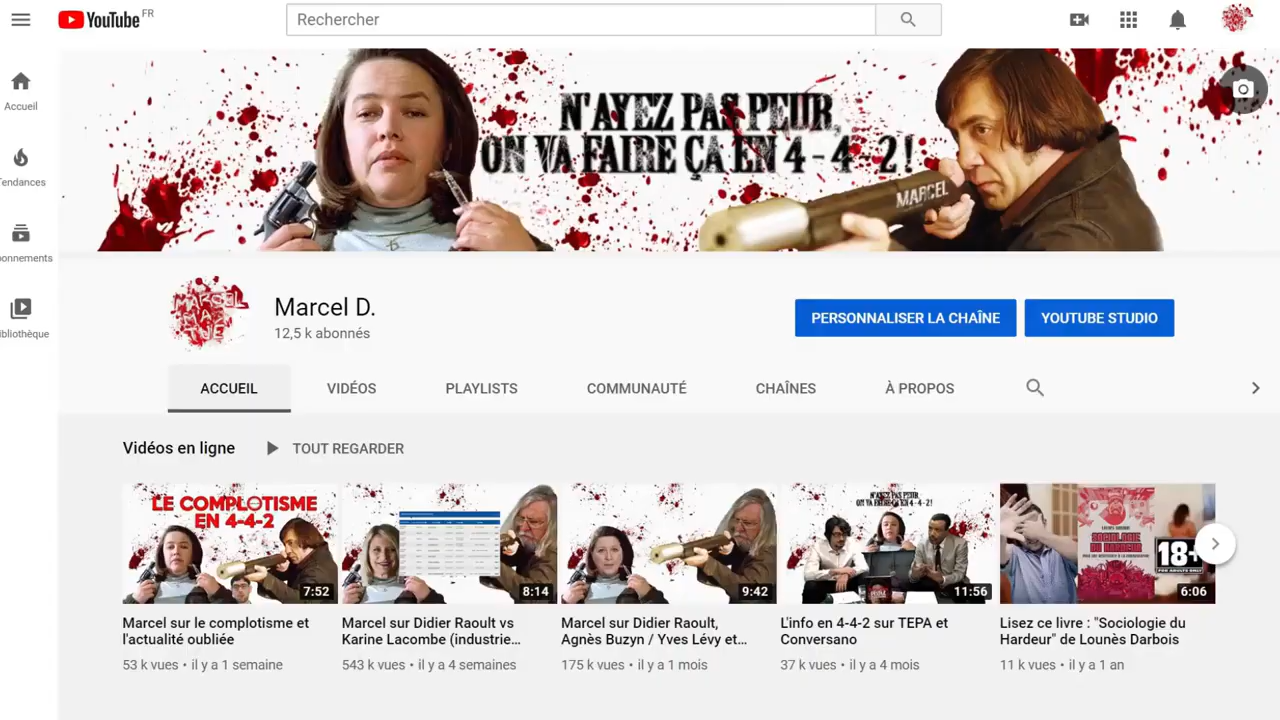 YouTube FR
Rechercher
N'AYEZ PAS PEUR,
ON VA FAIRE ÇA EN 4-4-2!
MARCEL
Accueil
Tendances
onnements
bliothèque
Marcel D.
12,5 k abonnés
PERSONNALISER LA CHAÎNE
YOUTUBE STUDIO
ACCUEIL
VIDÉOS
PLAYLISTS
COMMUNAUTÉ
CHAÎNES
À PROPOS
Vidéos en ligne
TOUT REGARDER
LE COMPLOTISME
EN 4-4-2
7:52
8:14
9:42
N'AYEZ PAS PEUR,
ON VA FAIRE ÇA EN 4-4-2!
11:56
SOCIOLOGIE
DU HARDEUR
18+
FOR ADULTS ONLY
6:06
Marcel sur le complotisme et
l'actualité oubliée
53 k vues • il y a 1 semaine
Marcel sur Didier Raoult vs
Karine Lacombe (industrie...
543 k vues • il y a 4 semaines
Marcel sur Didier Raoult,
Agnès Buzyn / Yves Lévy et...
175 k vues • il y a 1 mois
L'info en 4-4-2 sur TEPA et
Conversano
37 k vues • il y a 4 mois
Lisez ce livre : "Sociologie du
Hardeur" de Lounès Darbois
11 k vues • il y a 1 an